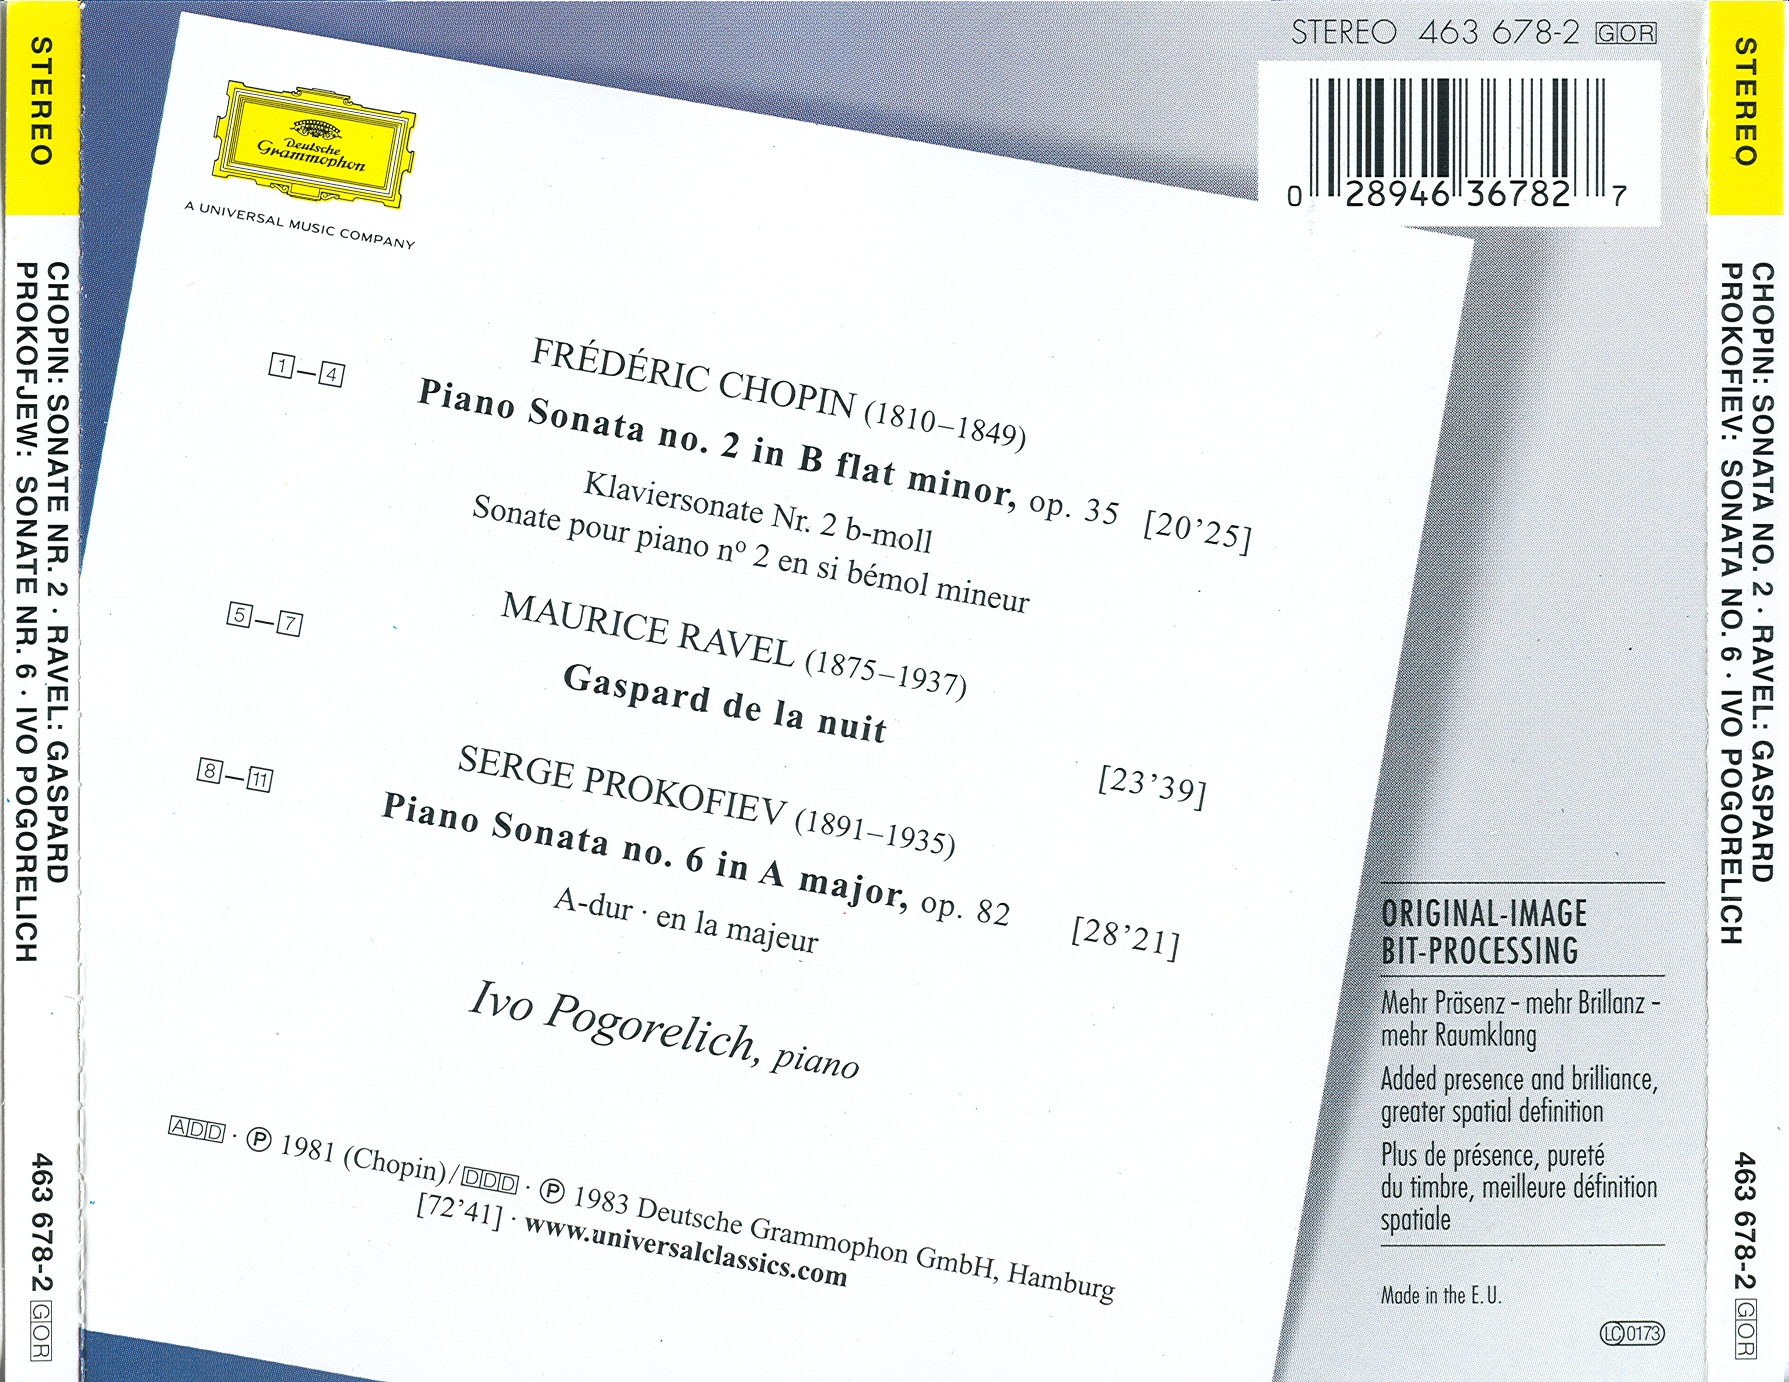 STEREO
CHOPIN: SONATE NR. 2 · RAVEL: GASPARD
PROKOFJEW: SONATE NR. 6 · IVO POGORELICH
463 678-2 GOR
Deutsche
Grammophon
A UNIVERSAL MUSIC COMPANY
STEREO 463 678-2 GOR
0 28946 36782 7
1–4
FRÉDÉRIC CHOPIN (1810–1849)
Piano Sonata no. 2 in B flat minor, op. 35 [20’25]
Klaviersonate Nr. 2 b-moll
Sonate pour piano nº 2 en si bémol mineur
5–7
MAURICE RAVEL (1875–1937)
Gaspard de la nuit [23’39]
8–11
SERGE PROKOFIEV (1891–1935)
Piano Sonata no. 6 in A major, op. 82 [28’21]
A-dur · en la majeur
Ivo Pogorelich, piano
ADD · ℗ 1981 (Chopin)/DDD · ℗ 1983 Deutsche Grammophon GmbH, Hamburg
[72’41] · www.universalclassics.com
ORIGINAL-IMAGE
BIT-PROCESSING
Mehr Präsenz – mehr Brillanz –
mehr Raumklang
Added presence and brilliance,
greater spatial definition
Plus de présence, pureté
du timbre, meilleure définition
spatiale
Made in the E. U.
LC 0173
STEREO
CHOPIN: SONATA NO. 2 · RAVEL: GASPARD
PROKOFIEV: SONATA NO. 6 · IVO POGORELICH
463 678-2 GOR